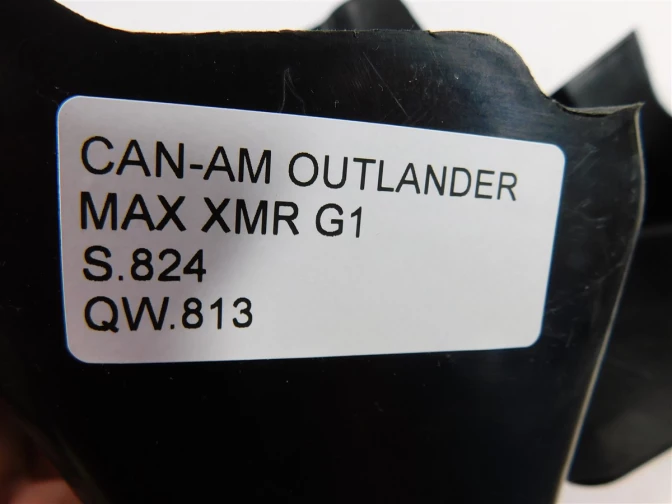 CAN-AM OUTLANDER
MAX XMR G1
S.824
QW.813